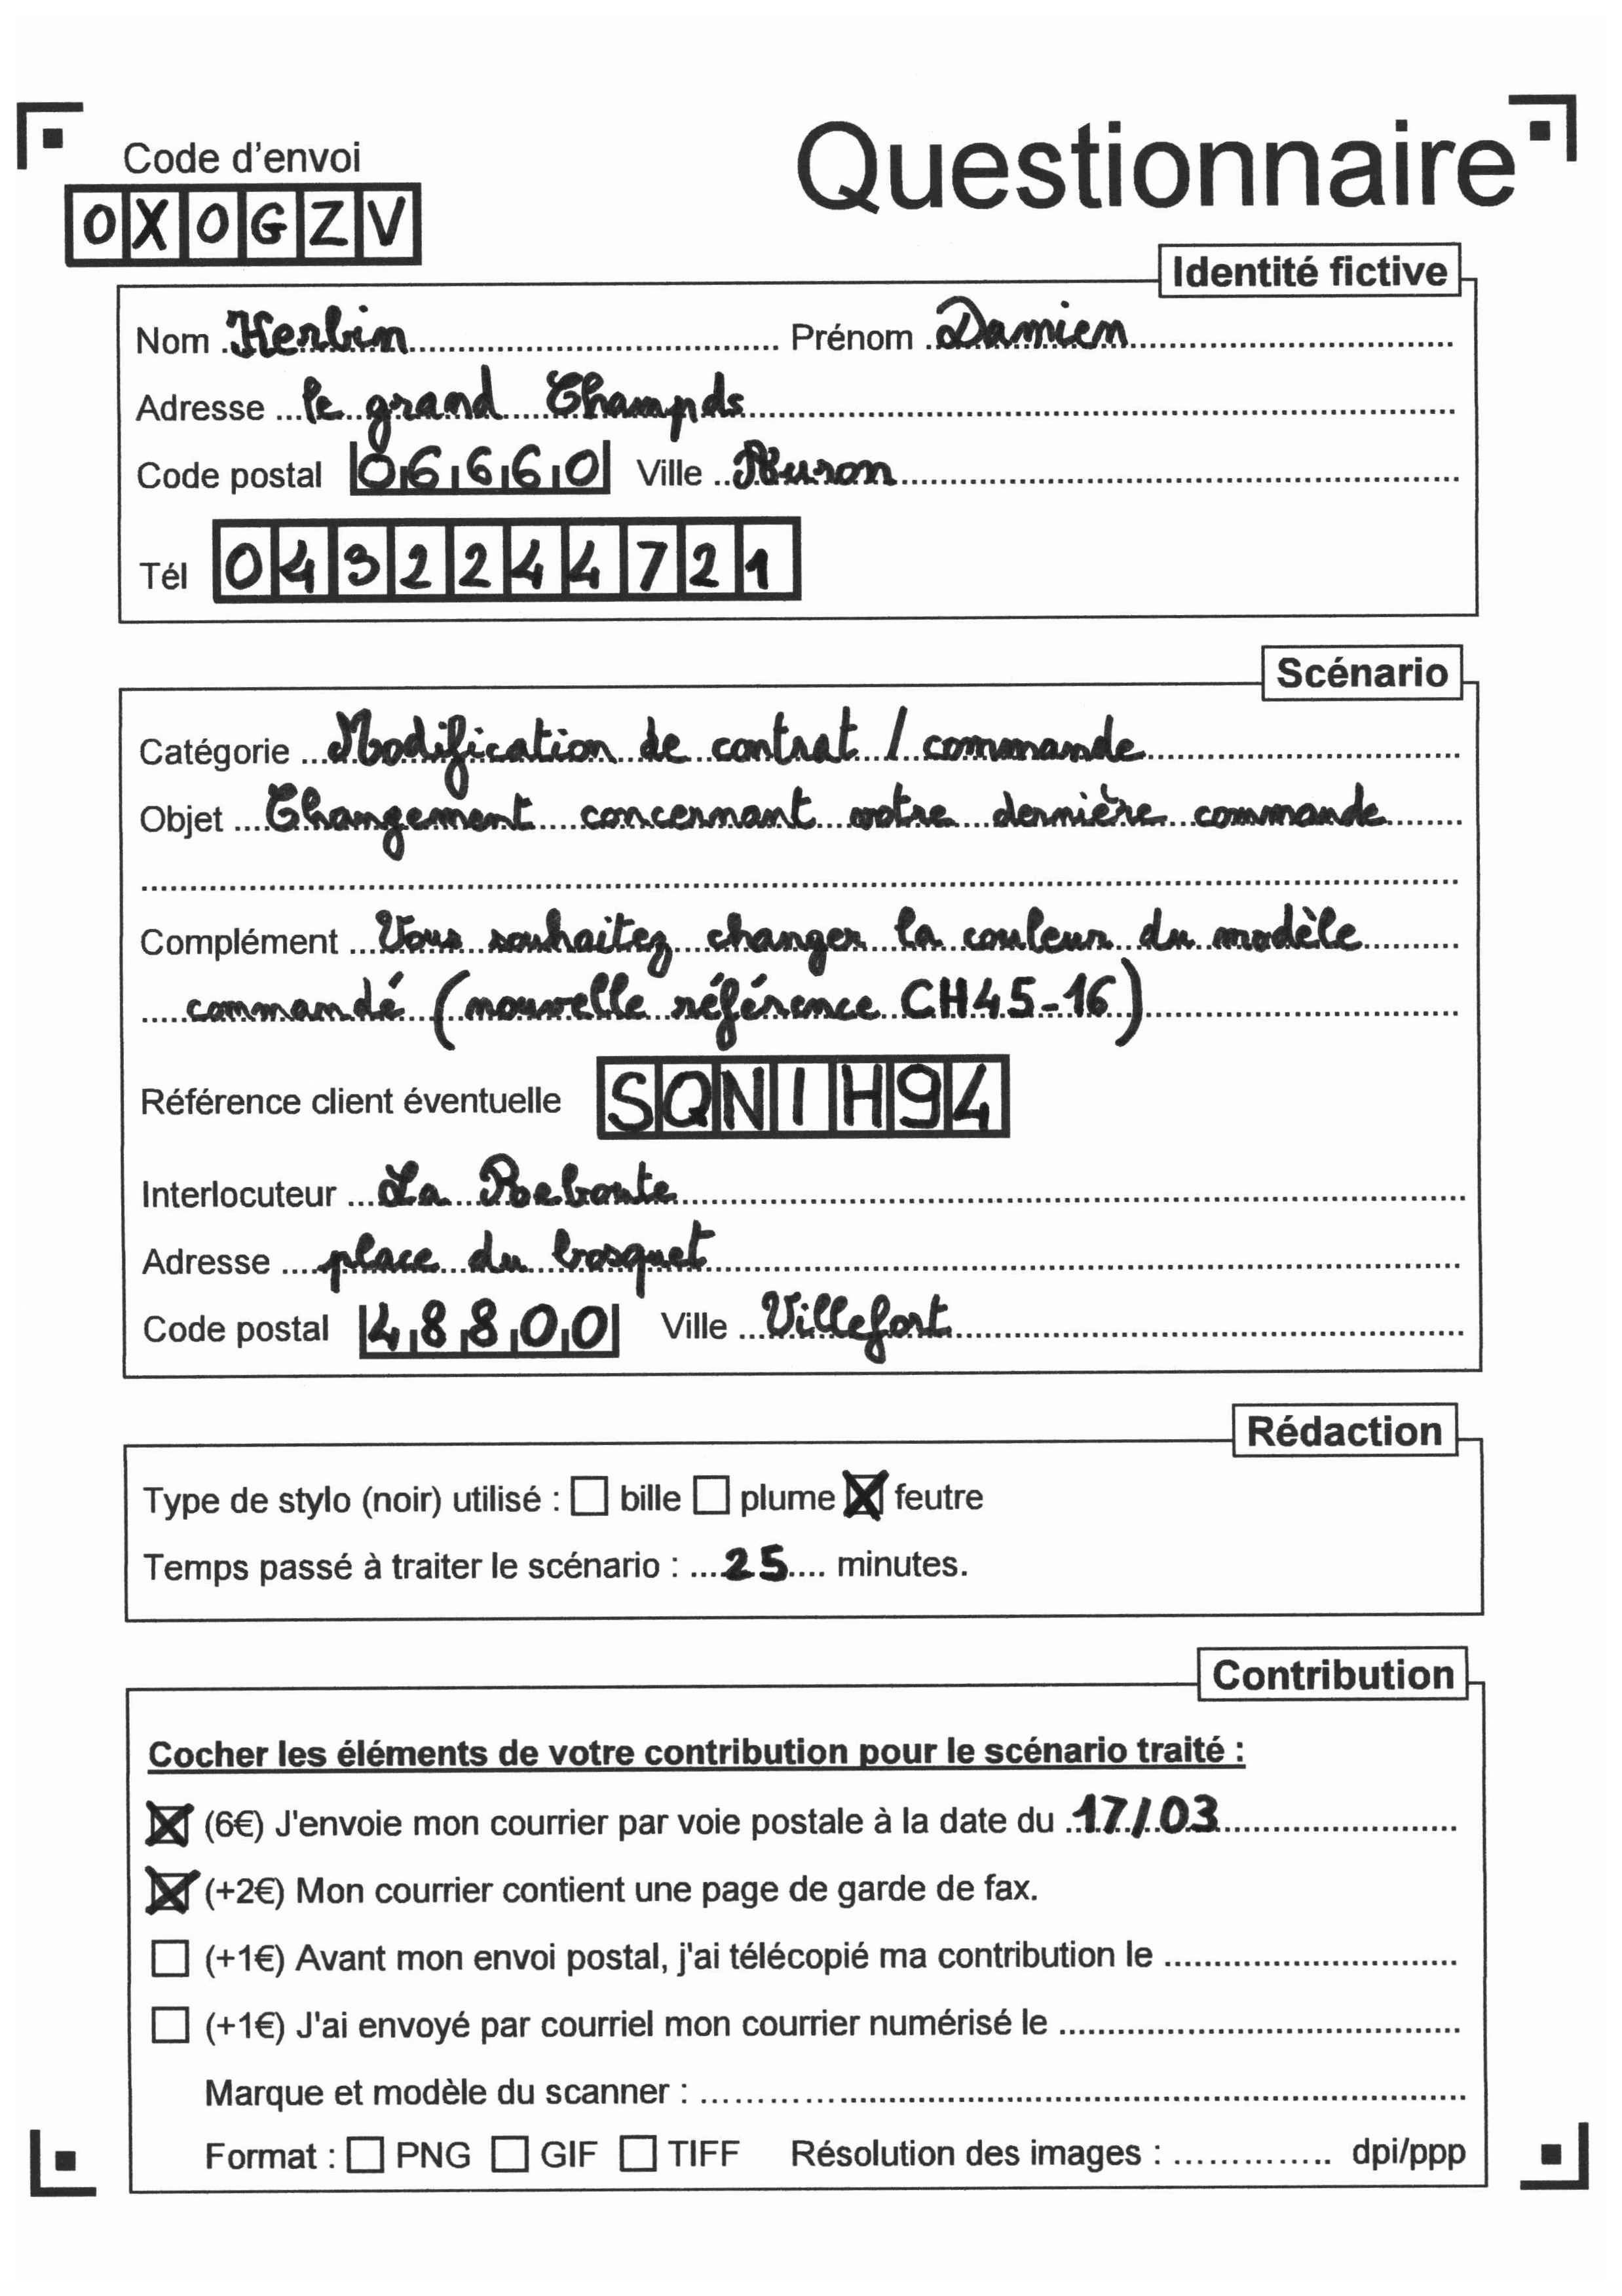 Code d'envoi
Questionnaire
OXOGZV
Identité fictive
Nom Herbin Prénom Damien
Adresse le grand Champds
Code postal 06660 Ville
Tél 0432244721
Scénario
Catégorie Modification de contrat / commande
Objet Changement concernant votre dernière commande
Complément Vous souhaitez changer la couleur du modèle
commandé (nouvelle référence CH45-16)
Référence client éventuelle SQNIH94
Interlocuteur La Reboute
Adresse place du bosquet
Code postal 48800 Ville Villefort
Rédaction
Type de stylo (noir) utilisé : bille plume feutre
Temps passé à traiter le scénario : 25 minutes.
Contribution
Cocher les éléments de votre contribution pour le scénario traité :
(6€) J'envoie mon courrier par voie postale à la date du 17/03
(+2€) Mon courrier contient une page de garde de fax.
(+1€) Avant mon envoi postal, j'ai télécopié ma contribution le
(+1€) J'ai envoyé par courriel mon courrier numérisé le
Marque et modèle du scanner :
Format : PNG GIF TIFF Résolution des images : dpi/ppp